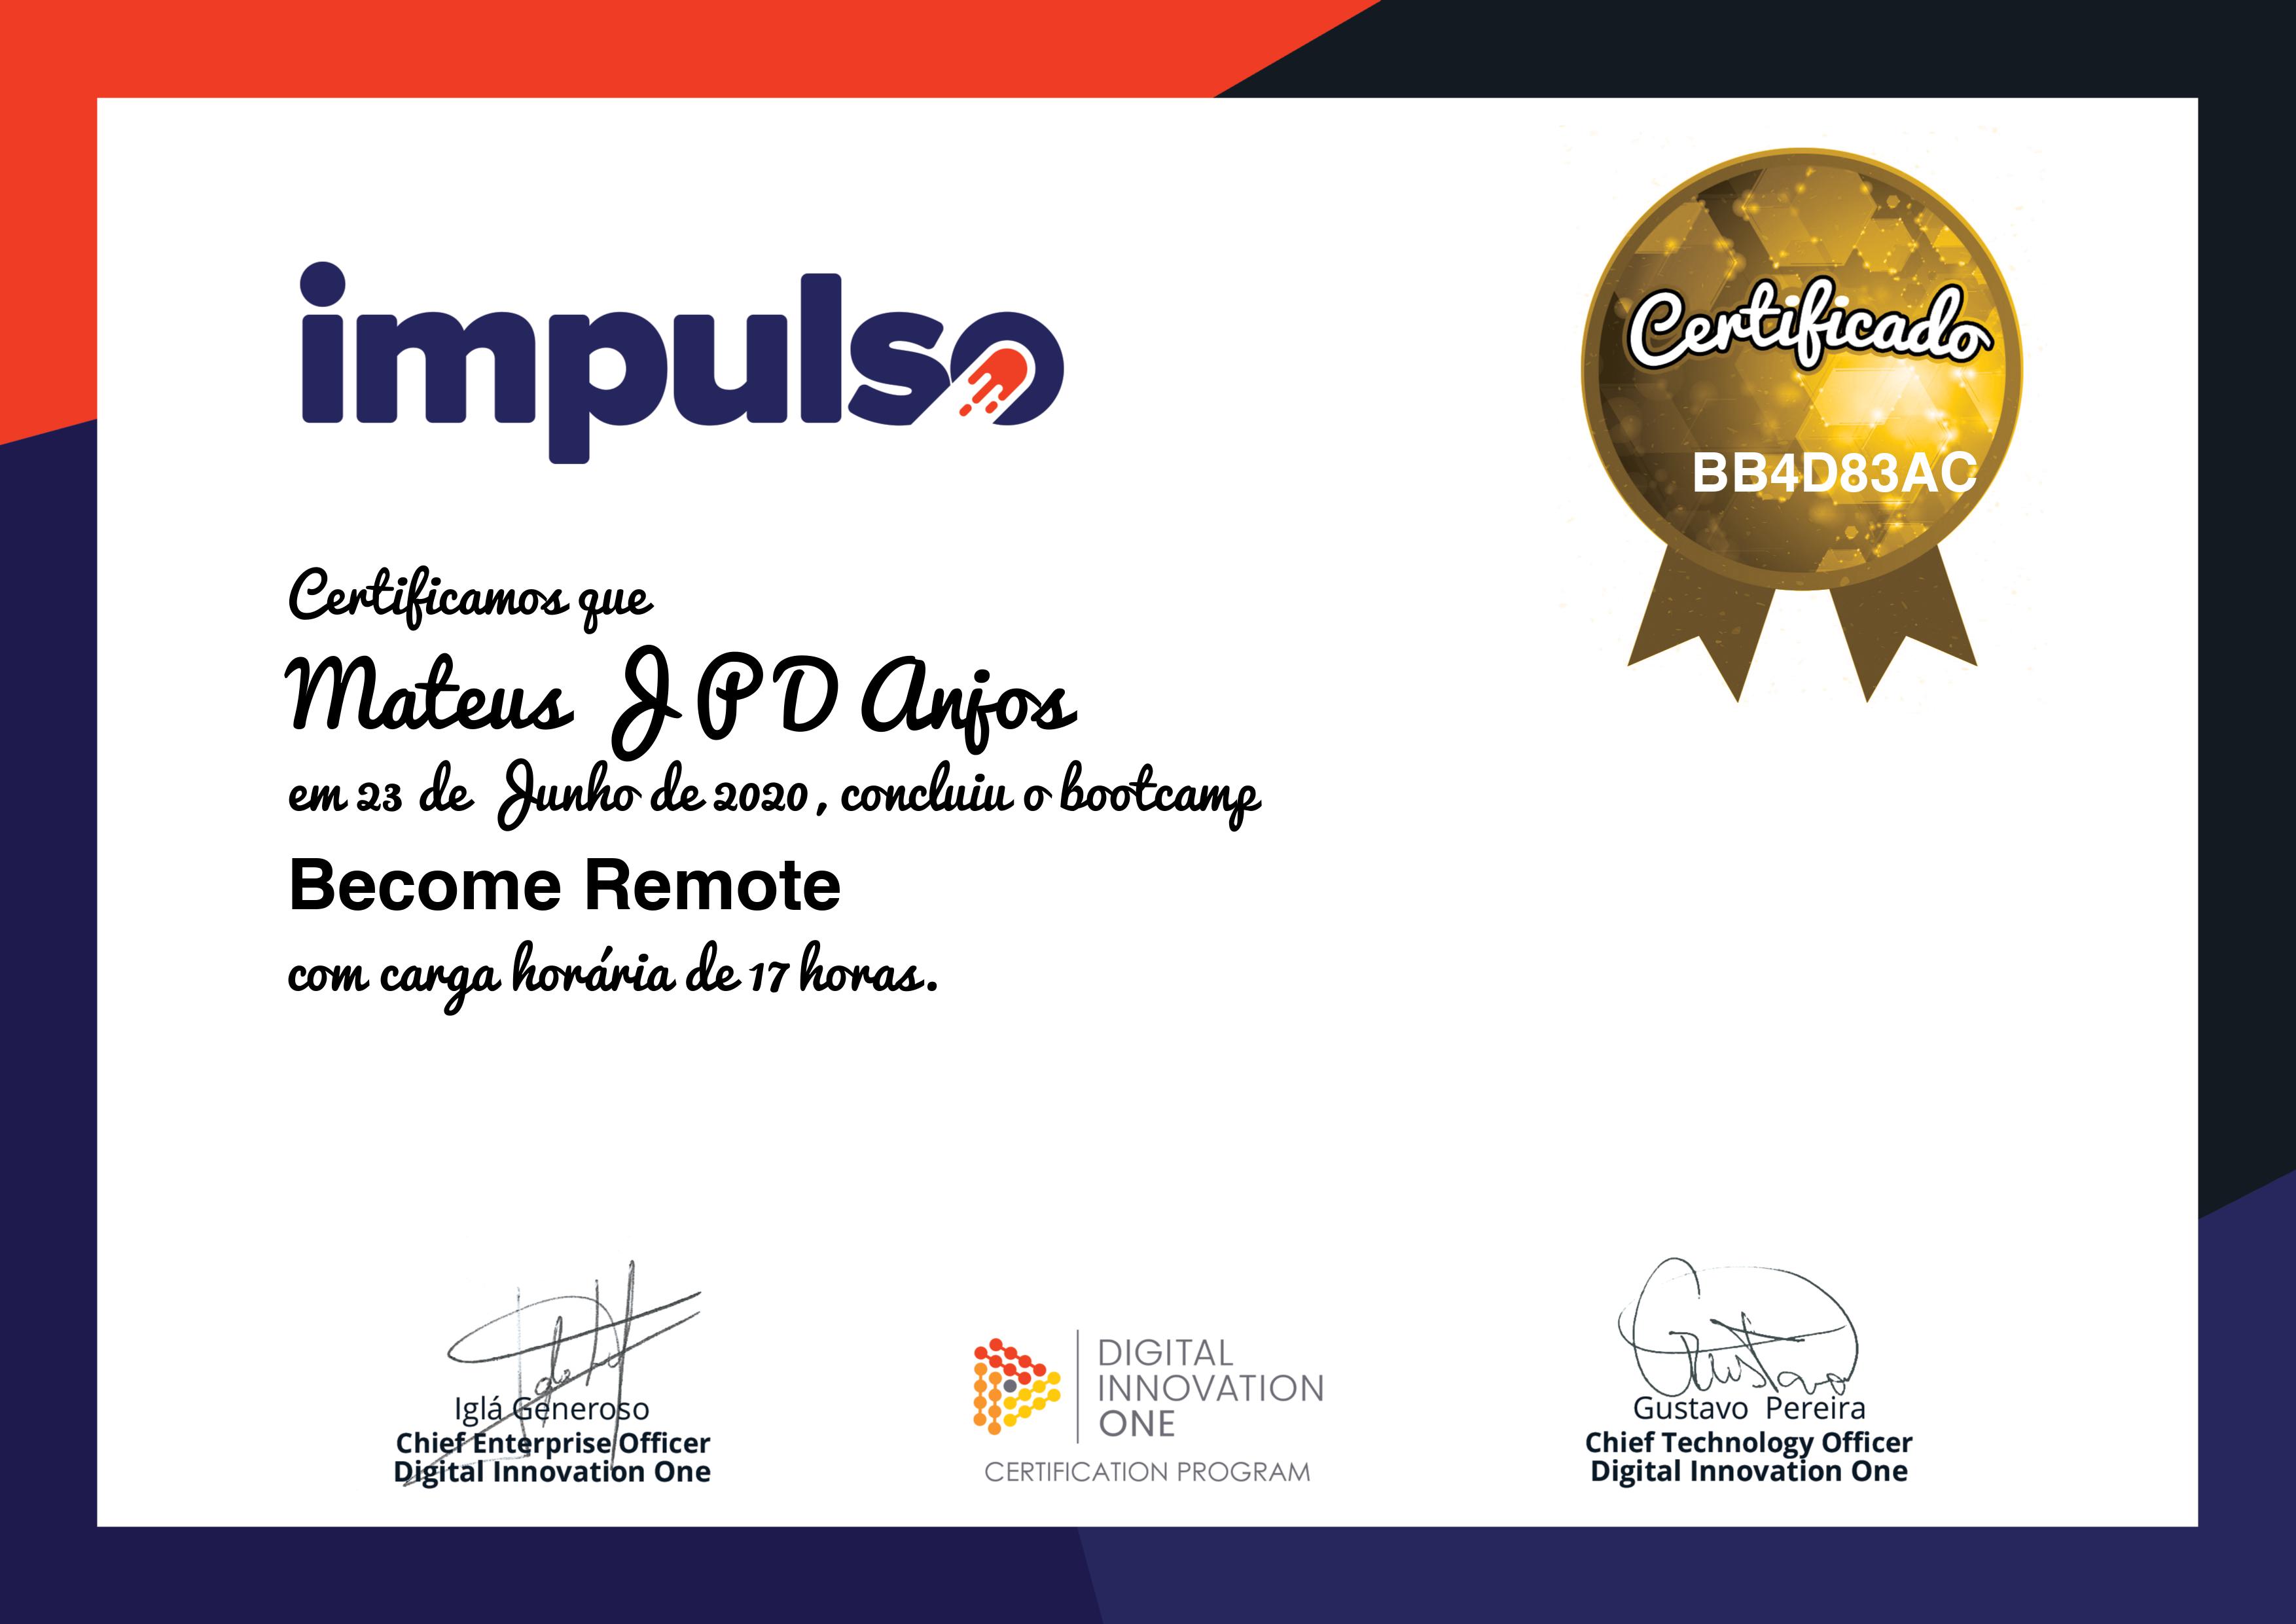 impulso
Certificado
BB4D83AC
Certificamos que
Mateus J P D Anjos
em 23 de Junho de 2020, concluiu o bootcamp
Become Remote
com carga horária de 17 horas.
Iglá Generoso
Chief Enterprise Officer
Digital Innovation One
DIGITAL
INNOVATION
ONE
CERTIFICATION PROGRAM
Gustavo
Gustavo Pereira
Chief Technology Officer
Digital Innovation One